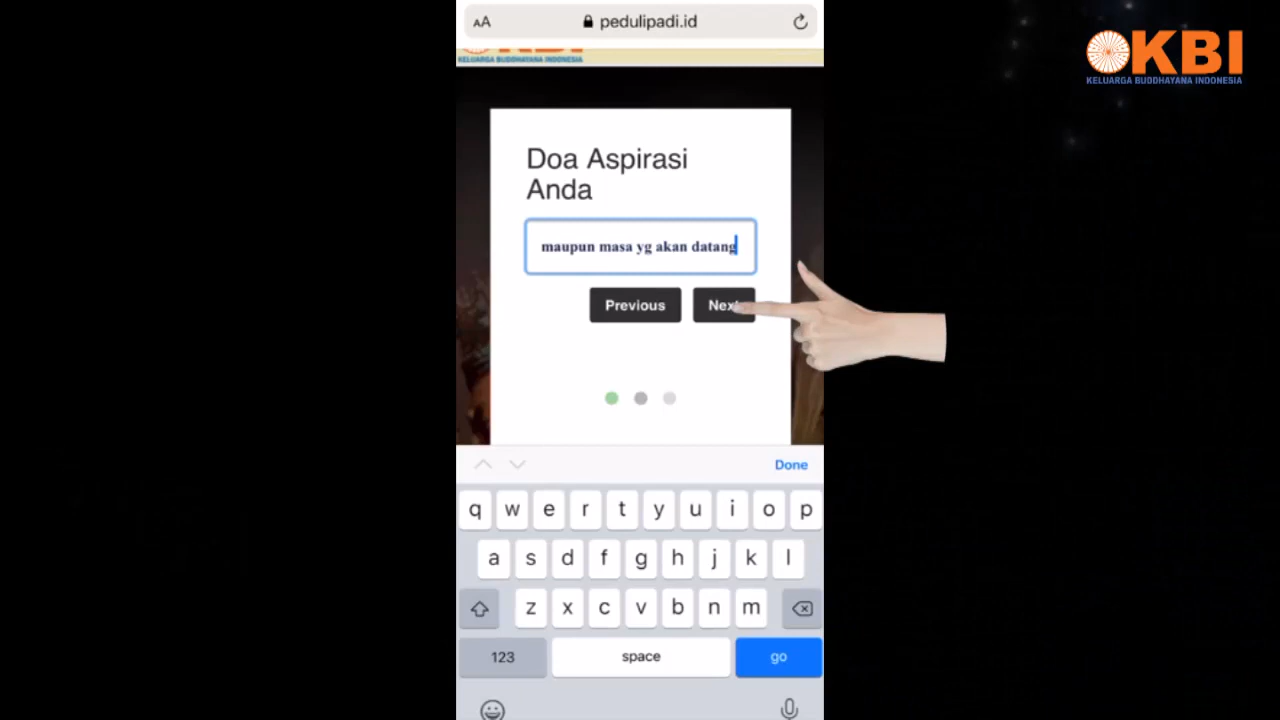 AA
pedulipadi.id
KBI
KELUARGA BUDDHAYANA INDONESIA
KBI
KELUARGA BUDDHAYANA INDONESIA
Doa Aspirasi
Anda
maupun masa yg akan datang
Previous
Next
Done
q w e r t y u i o p
a s d f g h j k l
z x c v b n m
123
space
go